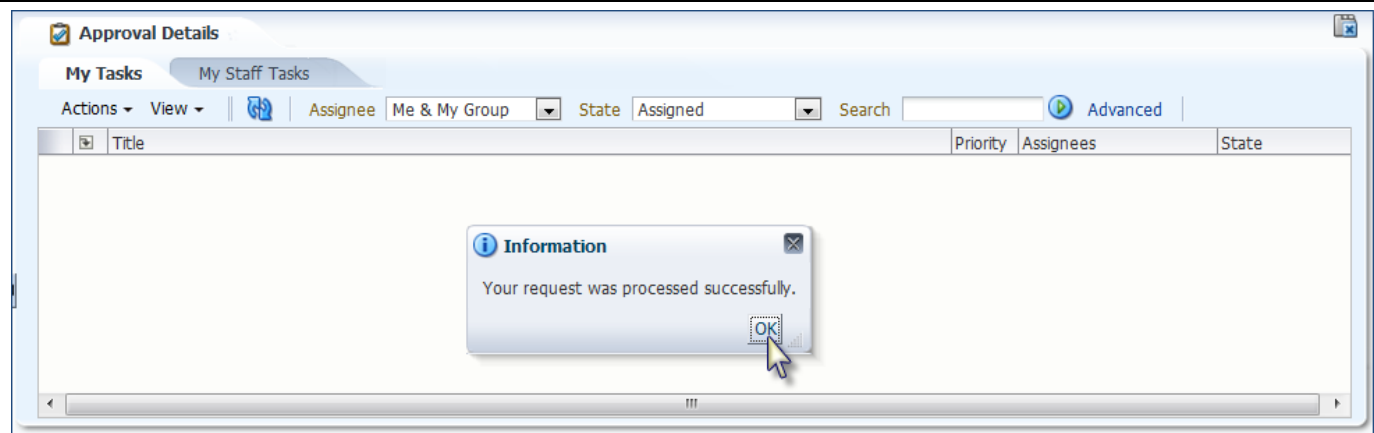 Approval Details
My Tasks My Staff Tasks
Actions View Assignee Me & My Group State Assigned Search Advanced
Title Priority Assignees State
Information
Your request was processed successfully.
OK